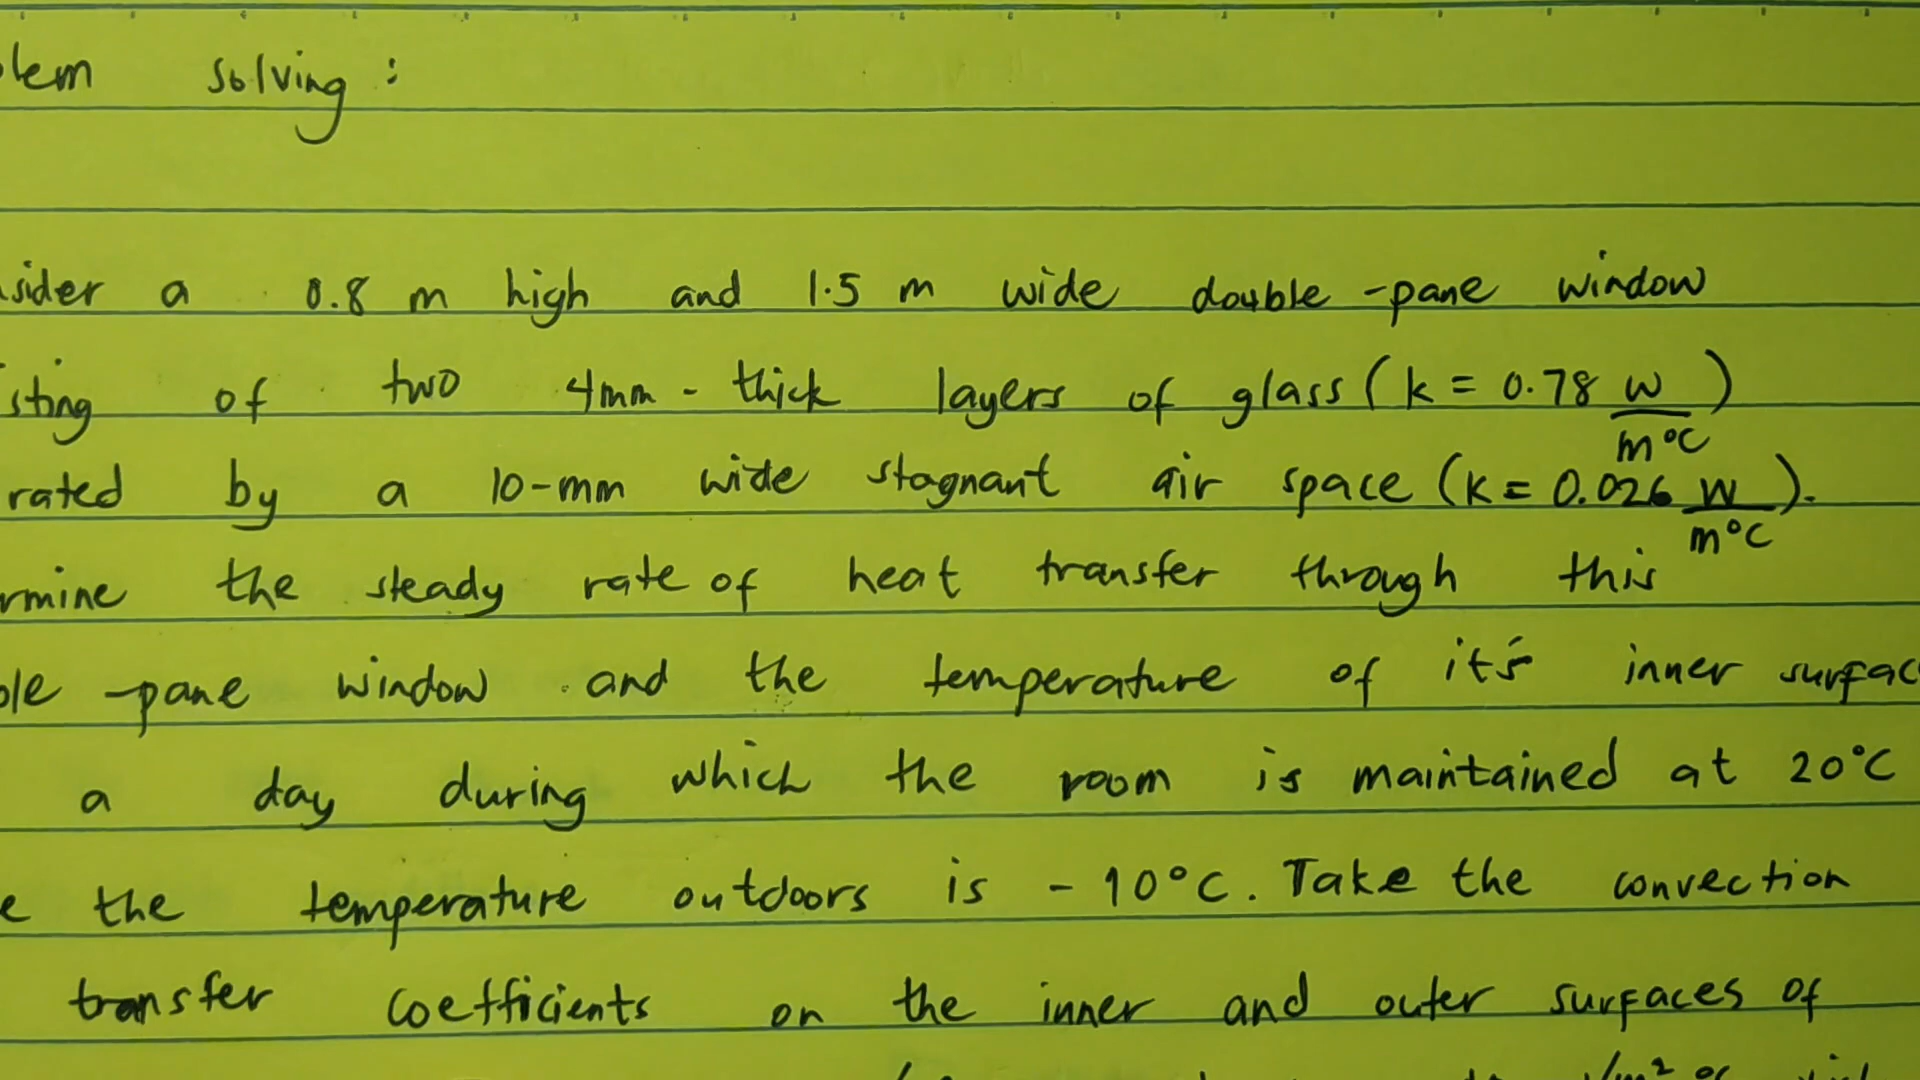 lem solving :
sider a 0.8 m high and 1.5 m wide double-pane window
sting of two 4mm-thick layers of glass (k = 0.78 W/m°C)
rated by a 10-mm wide stagnant air space (k = 0.026 W/m°C).
rmine the steady rate of heat transfer through this
ble-pane window and the temperature of it's inner surfac
a day during which the room is maintained at 20°C
e the temperature outdoors is -10°C. Take the convection
transfer coefficients on the inner and outer surfaces of